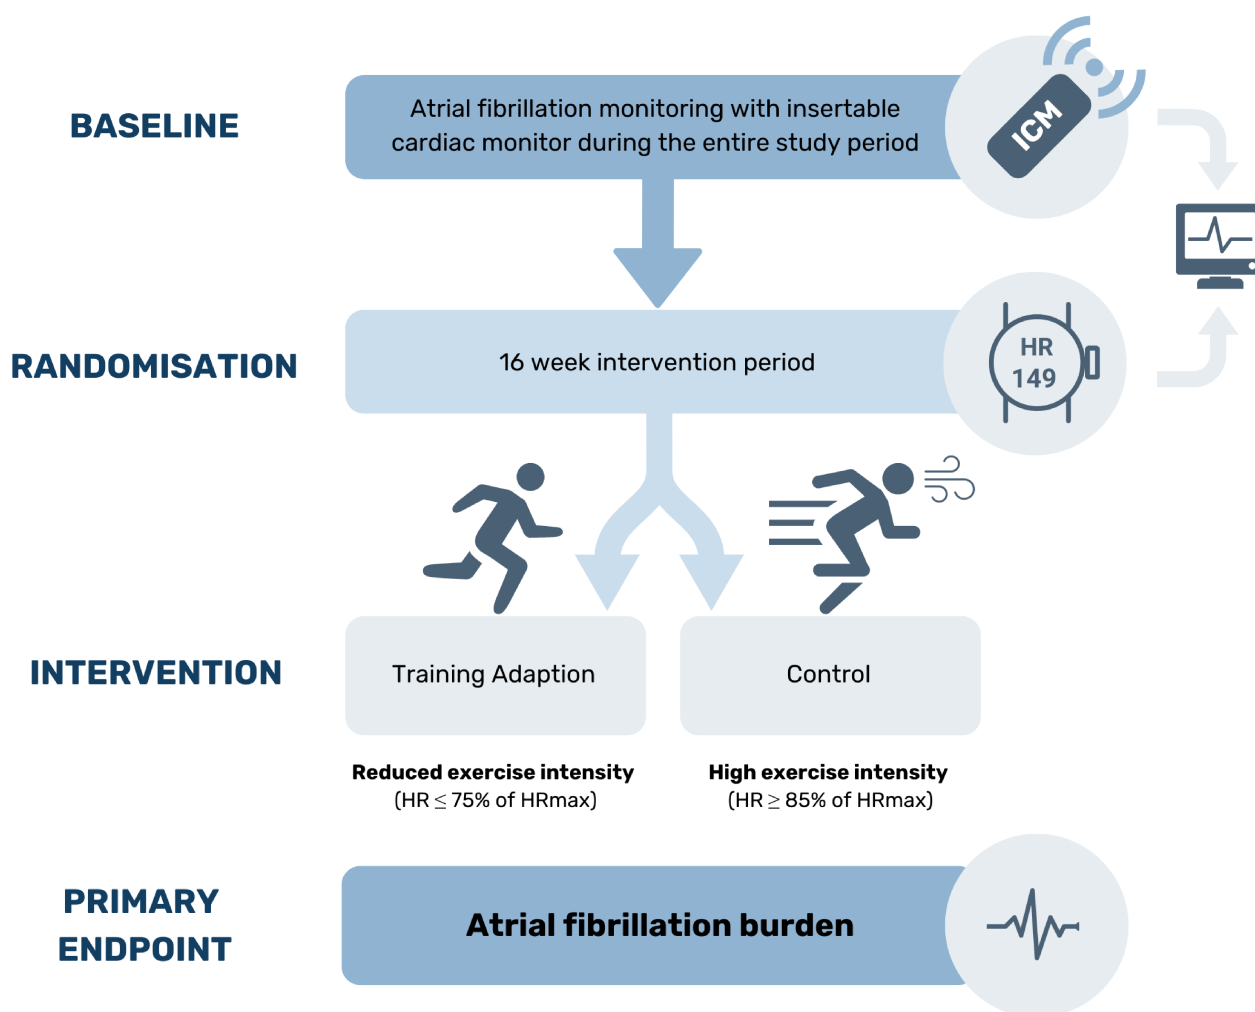 BASELINE
Atrial fibrillation monitoring with insertable
cardiac monitor during the entire study period
ICM
RANDOMISATION
16 week intervention period
HR
149
INTERVENTION
Training Adaption
Control
Reduced exercise intensity
(HR ≤ 75% of HRmax)
High exercise intensity
(HR ≥ 85% of HRmax)
PRIMARY
ENDPOINT
Atrial fibrillation burden